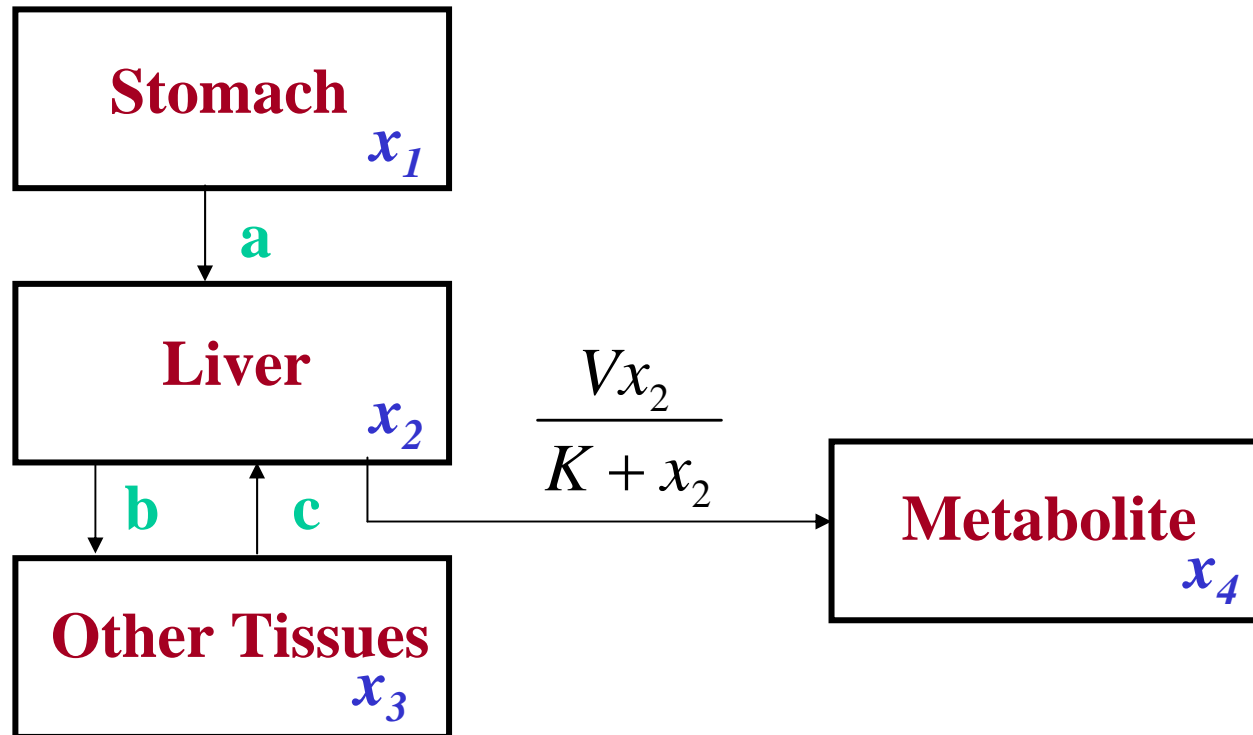 Stomach
x₁
a
Liver
x₂
Vx₂
K + x₂
b
c
Metabolite
x₄
Other Tissues
x₃